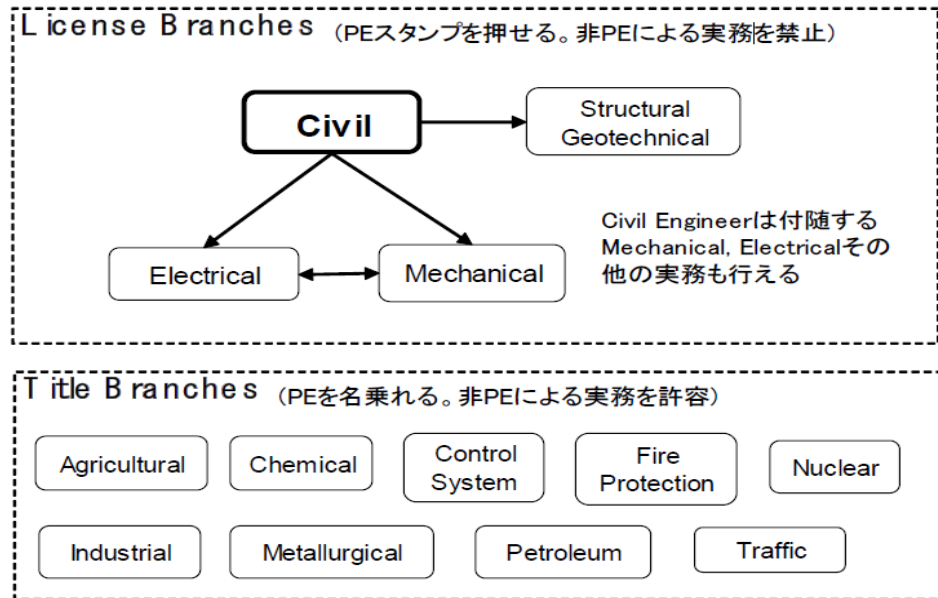 License Branches (PEスタンプを押せる。非PEによる実務を禁止)
Civil
Structural
Geotechnical
Electrical
Mechanical
Civil Engineerは付随する
Mechanical, Electricalその
他の実務も行える
Title Branches (PEを名乗れる。非PEによる実務を許容)
Agricultural
Chemical
Control
System
Fire
Protection
Nuclear
Industrial
Metallurgical
Petroleum
Traffic